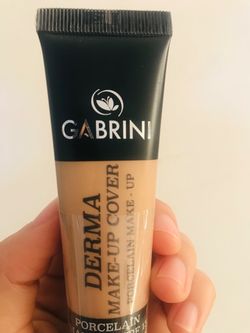 GABRINI
DERMA
MAKE-UP COVER
PORCELAIN MAKE - UP
PORCELAIN